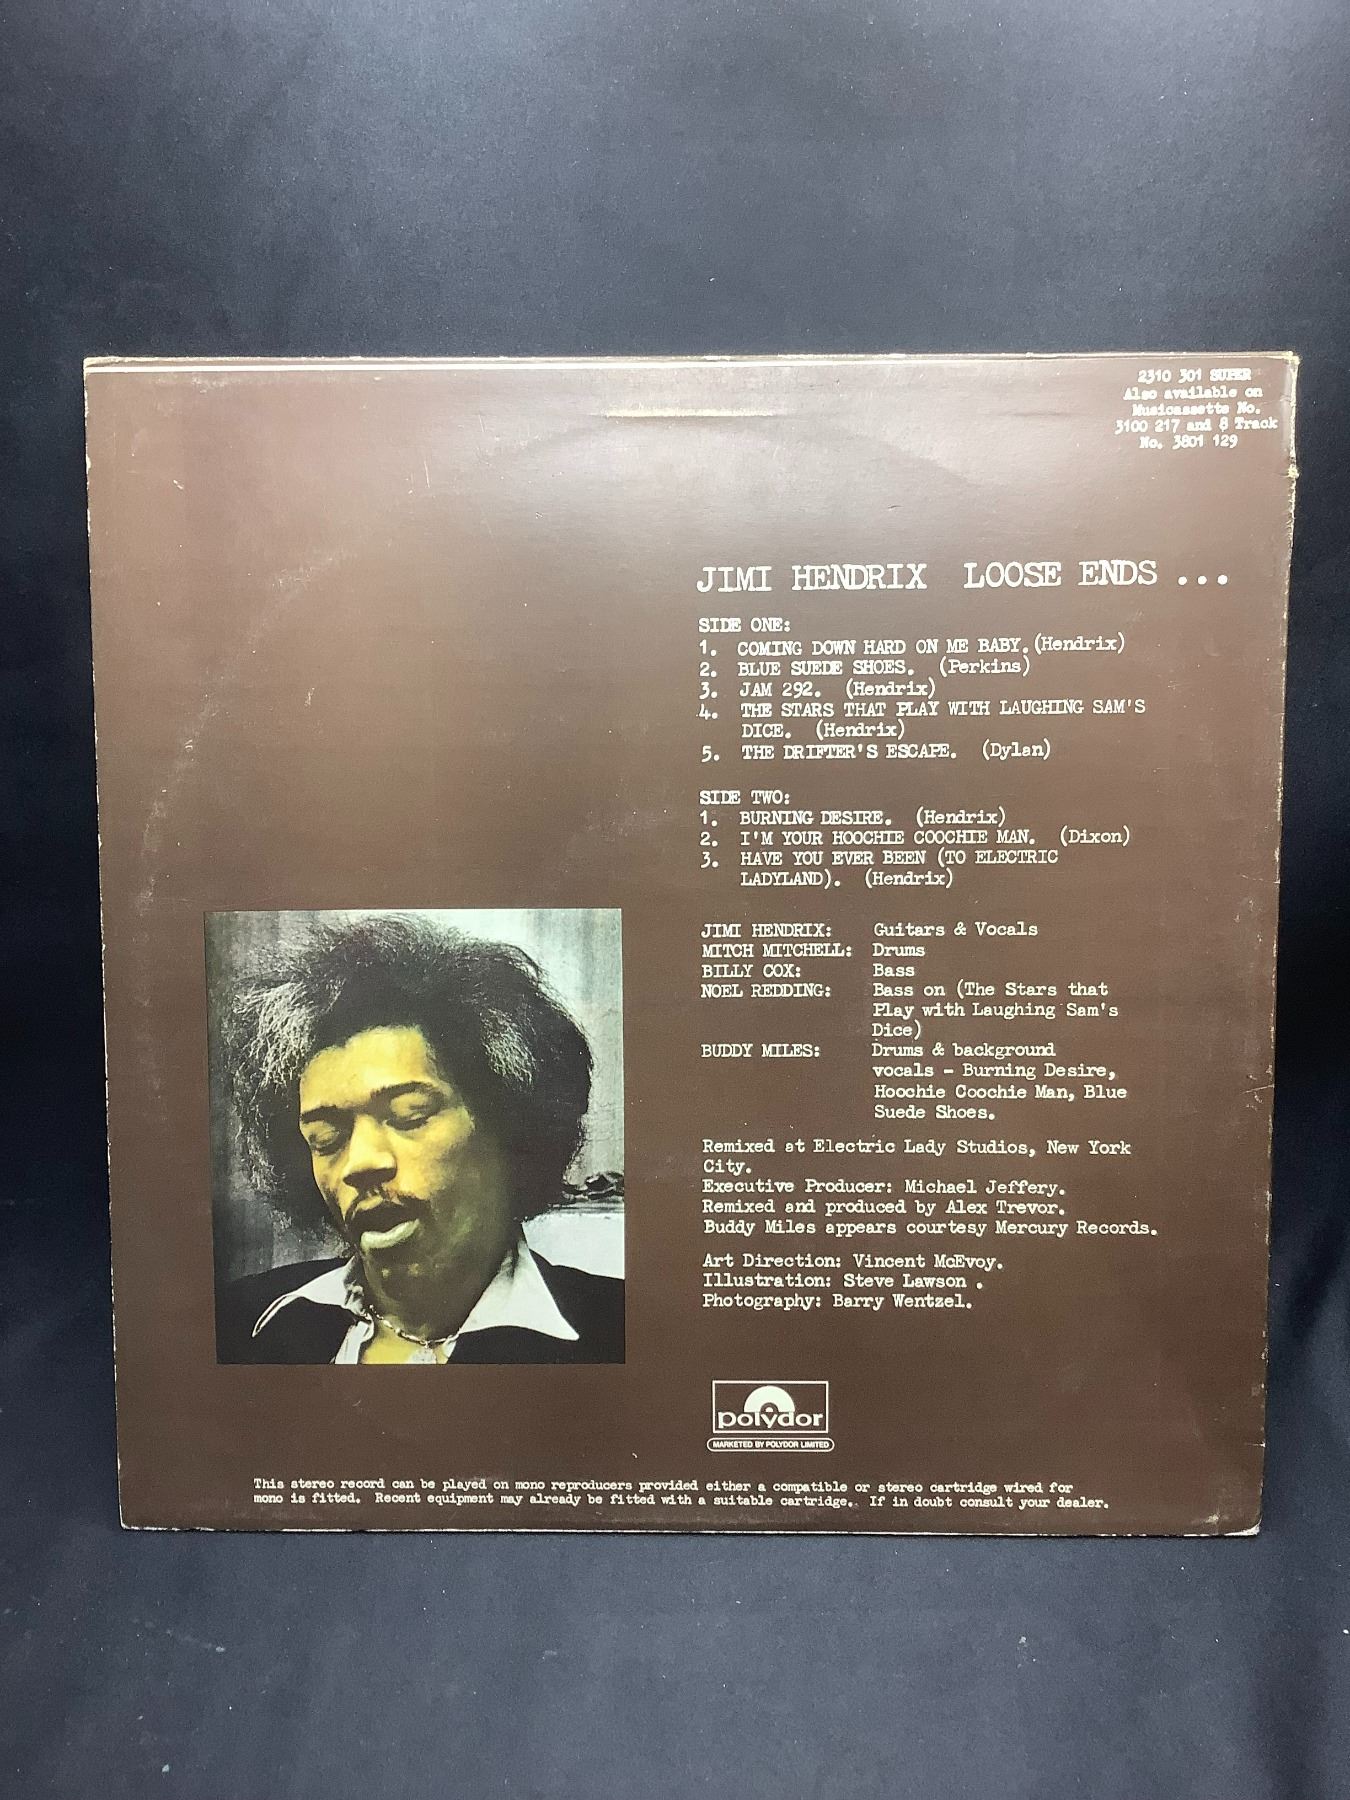 2310 301 SUPER
Also available on
Musicassette No.
3100 217 and 8 Track
No. 3801 129
JIMI HENDRIX LOOSE ENDS ...
SIDE ONE:
1. COMING DOWN HARD ON ME BABY. (Hendrix)
2. BLUE SUEDE SHOES. (Perkins)
3. JAM 292. (Hendrix)
4. THE STARS THAT PLAY WITH LAUGHING SAM'S
DICE. (Hendrix)
5. THE DRIFTER'S ESCAPE. (Dylan)
SIDE TWO:
1. BURNING DESIRE. (Hendrix)
2. I'M YOUR HOOCHIE COOCHIE MAN. (Dixon)
3. HAVE YOU EVER BEEN (TO ELECTRIC
LADYLAND). (Hendrix)
JIMI HENDRIX: Guitars & Vocals
MITCH MITCHELL: Drums
BILLY COX: Bass
NOEL REDDING: Bass on (The Stars that
Play with Laughing Sam's
Dice)
BUDDY MILES: Drums & background
vocals - Burning Desire,
Hoochie Coochie Man, Blue
Suede Shoes.
Remixed at Electric Lady Studios, New York
City.
Executive Producer: Michael Jeffery.
Remixed and produced by Alex Trevor.
Buddy Miles appears courtesy Mercury Records.
Art Direction: Vincent McEvoy.
Illustration: Steve Lawson .
Photography: Barry Wentzel.
polydor
MARKETED BY POLYDOR LIMITED
This stereo record can be played on mono reproducers provided either a compatible or stereo cartridge wired for
mono is fitted. Recent equipment may already be fitted with a suitable cartridge. If in doubt consult your dealer.